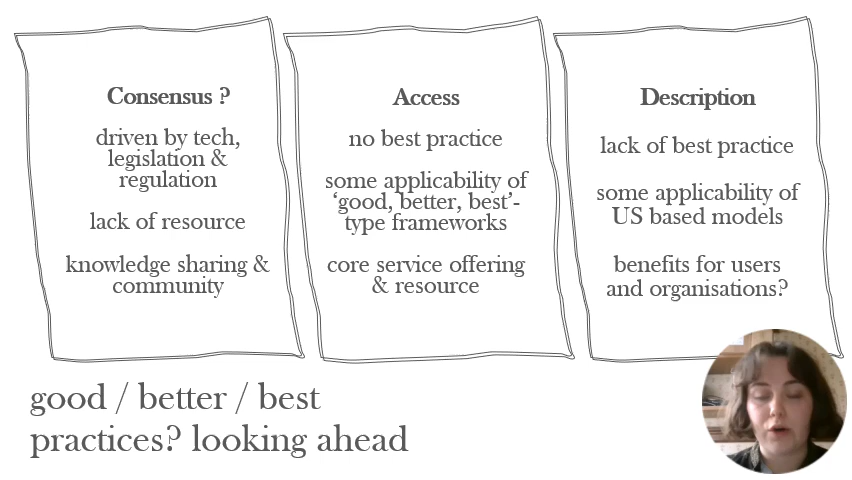 Consensus ?
driven by tech,
legislation &
regulation
lack of resource
knowledge sharing &
community
Access
no best practice
some applicability of
‘good, better, best’-
type frameworks
core service offering
& resource
Description
lack of best practice
some applicability of
US based models
benefits for users
and organisations?
good / better / best
practices? looking ahead